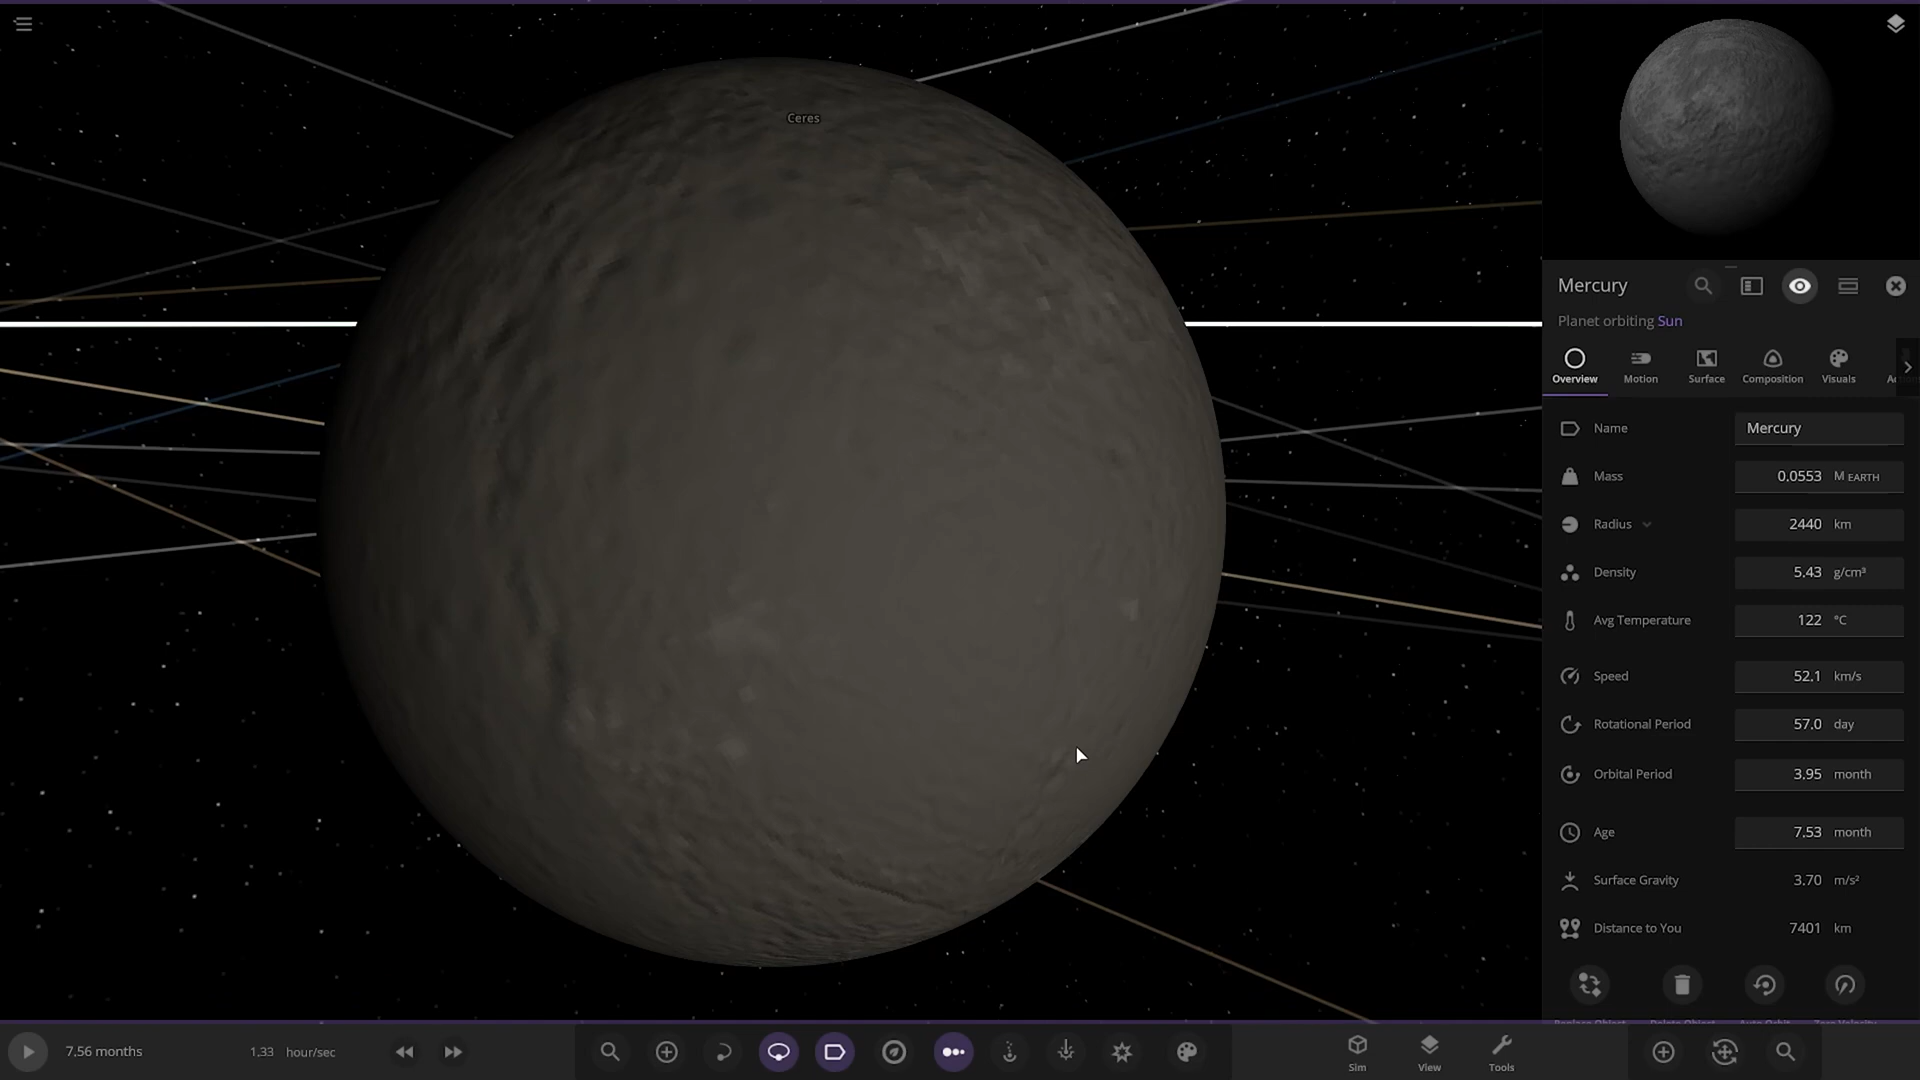 Ceres
Mercury
Planet orbiting Sun
Overview
Motion
Surface
Composition
Visuals
Name Mercury
Mass 0.0553 M EARTH
Radius 2440 km
Density 5.43 g/cm³
Avg Temperature 122 °C
Speed 52.1 km/s
Rotational Period 57.0 day
Orbital Period 3.95 month
Age 7.53 month
Surface Gravity 3.70 m/s²
Distance to You 7401 km
7.56 months
1.33 hour/sec
Sim
View
Tools